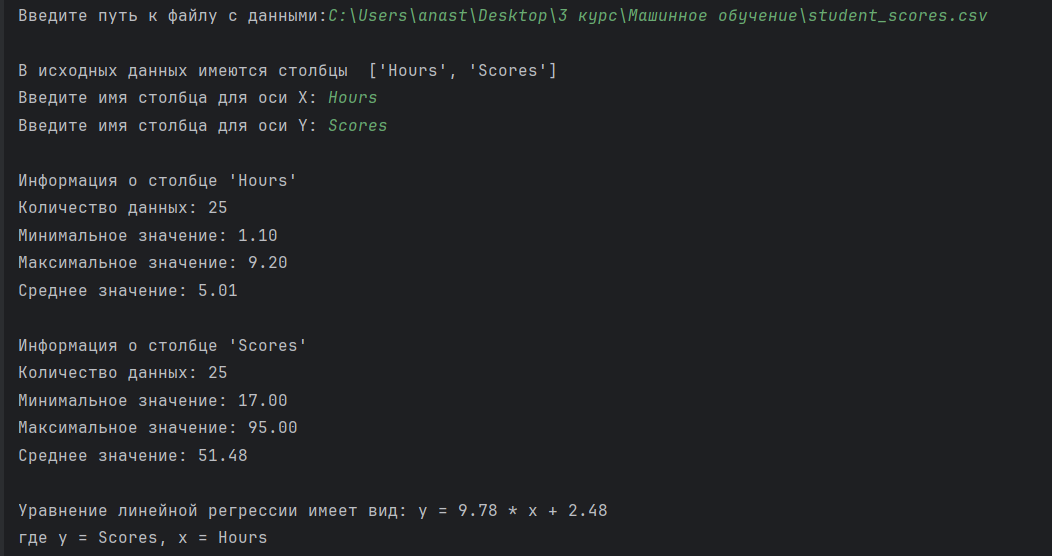 Введите путь к файлу с данными:C:\Users\anast\Desktop\3 курс\Машинное обучение\student_scores.csv
В исходных данных имеются столбцы  ['Hours', 'Scores']
Введите имя столбца для оси X: Hours
Введите имя столбца для оси Y: Scores
Информация о столбце 'Hours'
Количество данных: 25
Минимальное значение: 1.10
Максимальное значение: 9.20
Среднее значение: 5.01
Информация о столбце 'Scores'
Количество данных: 25
Минимальное значение: 17.00
Максимальное значение: 95.00
Среднее значение: 51.48
Уравнение линейной регрессии имеет вид: y = 9.78 * x + 2.48
где y = Scores, x = Hours